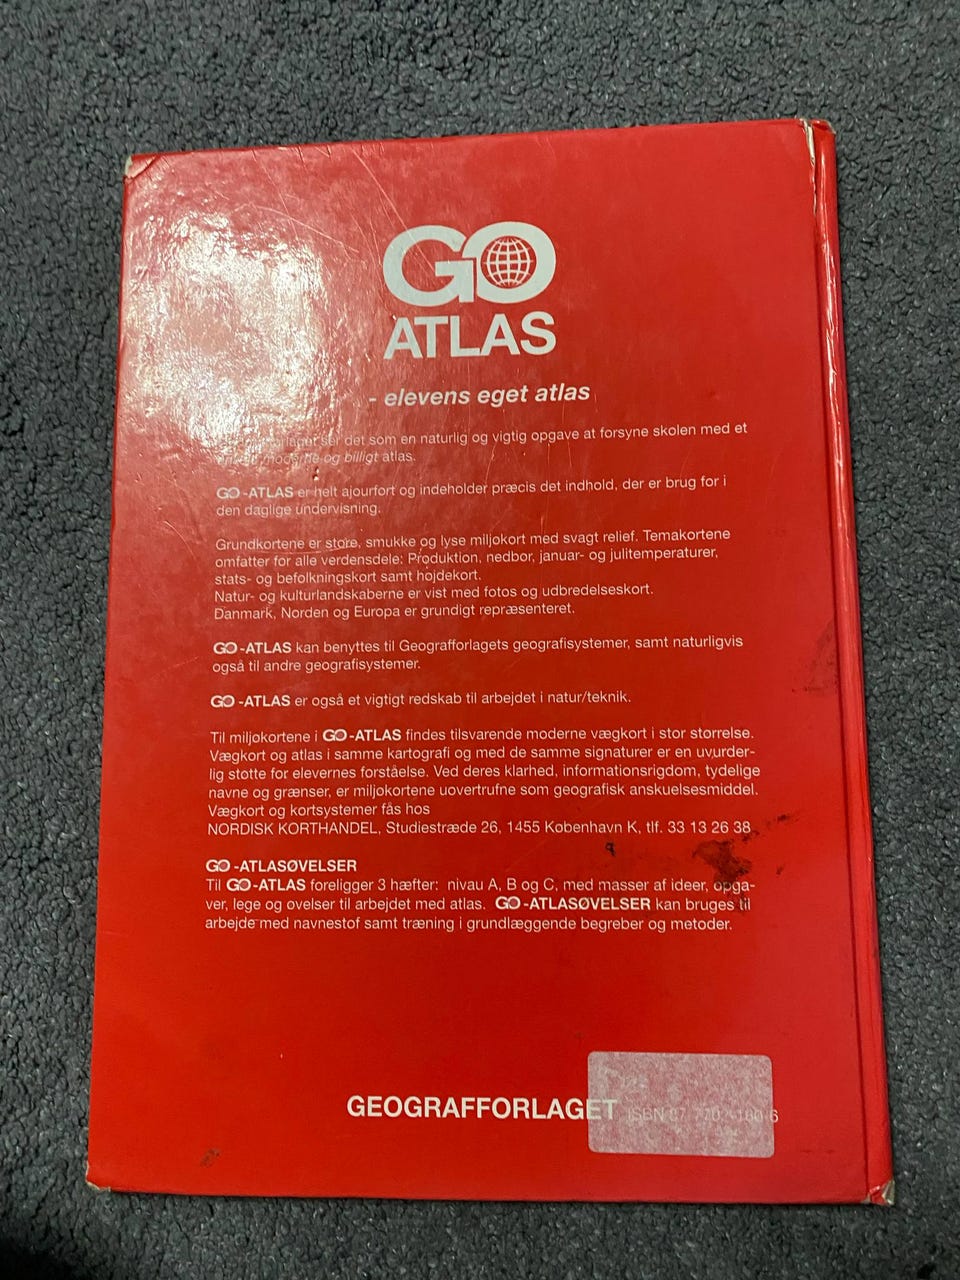 GO
ATLAS
- elevens eget atlas
ser det som en naturlig og vigtig opgave at forsyne skolen med et
moderne og billigt atlas.
GO-ATLAS er helt ajourfort og indeholder præcis det indhold, der er brug for i
den daglige undervisning.
Grundkortene er store, smukke og lyse miljøkort med svagt relief. Temakortene
omfatter for alle verdensdele: Produktion, nedbor, januar- og julitemperaturer,
stats- og befolkningskort samt hojdekort.
Natur- og kulturlandskaberne er vist med fotos og udbredelseskort.
Danmark, Norden og Europa er grundigt repræsenteret.
GO-ATLAS kan benyttes til Geografforlagets geografisystemer, samt naturligvis
også til andre geografisystemer.
GO-ATLAS er også et vigtigt redskab til arbejdet i natur/teknik.
Til miljøkortene i GO-ATLAS findes tilsvarende moderne vægkort i stor størrelse.
Vægkort og atlas i samme kartografi og med de samme signaturer er en uvurder-
lig stotte for elevernes forståelse. Ved deres klarhed, informationsrigdom, tydelige
navne og grænser, er miljøkortene uovertrufne som geografisk anskuelsesmiddel.
Vægkort og kortsystemer fås hos
NORDISK KORTHANDEL, Studiestræde 26, 1455 København K, tlf. 33 13 26 38
GO-ATLASØVELSER
Til GO-ATLAS foreligger 3 hæfter: nivau A, B og C, med masser af ideer, opga-
ver, lege og ovelser til arbejdet med atlas. GO-ATLASØVELSER kan bruges til
arbejde med navnestof samt træning i grundlæggende begreber og metoder.
GEOGRAFFORLAGET ISBN 87